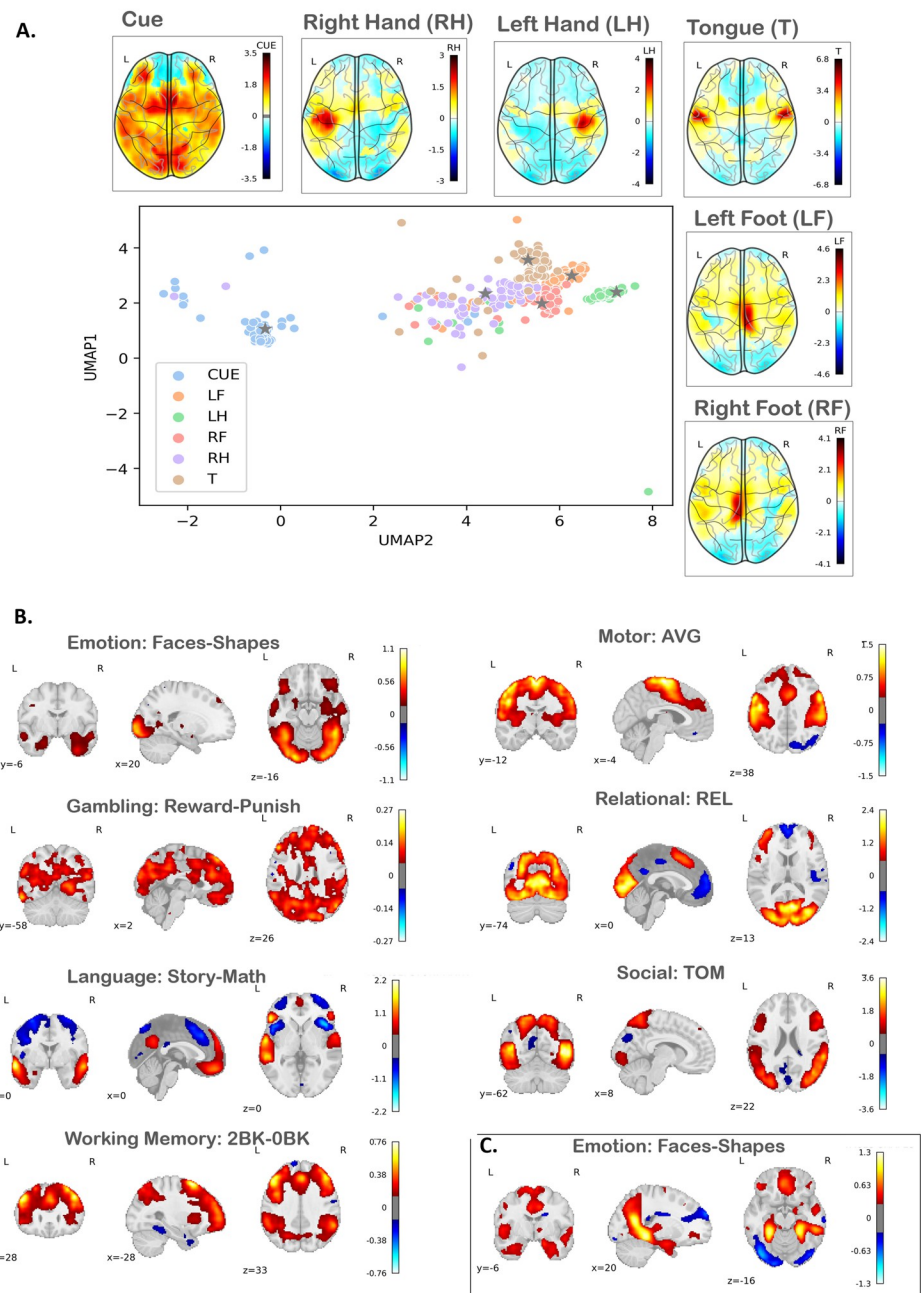 A.
Cue
Right Hand (RH)
Left Hand (LH)
Tongue (T)
L R CUE 3.5 1.8 0 -1.8 -3.5
L R RH 3 1.5 0 -1.5 -3
L R LH 4 2 0 -2 -4
L R T 6.8 3.4 0 -3.4 -6.8
Left Foot (LF)
L R LF 4.6 2.3 0 -2.3 -4.6
Right Foot (RF)
L R RF 4.1 2.1 0 -2.1 -4.1
UMAP1
4
2
0
−2
−4
CUE
LF
LH
RF
RH
T
−2 0 2 4 6 8
UMAP2
B.
Emotion: Faces-Shapes
L R
1.1
0.56
0
-0.56
-1.1
y=-6 x=20 z=-16
Motor: AVG
L R
1.5
0.75
0
-0.75
-1.5
y=-12 x=-4 z=38
Gambling: Reward-Punish
L R
0.27
0.14
0
-0.14
-0.27
y=-58 x=2 z=26
Relational: REL
L R
2.4
1.2
0
-1.2
-2.4
y=-74 x=0 z=13
Language: Story-Math
L R
2.2
1.1
0
-1.1
-2.2
=0 x=0 z=0
Social: TOM
L R
3.6
1.8
0
-1.8
-3.6
y=-62 x=8 z=22
Working Memory: 2BK-0BK
L R
0.76
0.38
0
-0.38
-0.76
28 x=-28 z=33
C.
Emotion: Faces-Shapes
L R
1.3
0.63
0
-0.63
-1.3
y=-6 x=20 z=-16